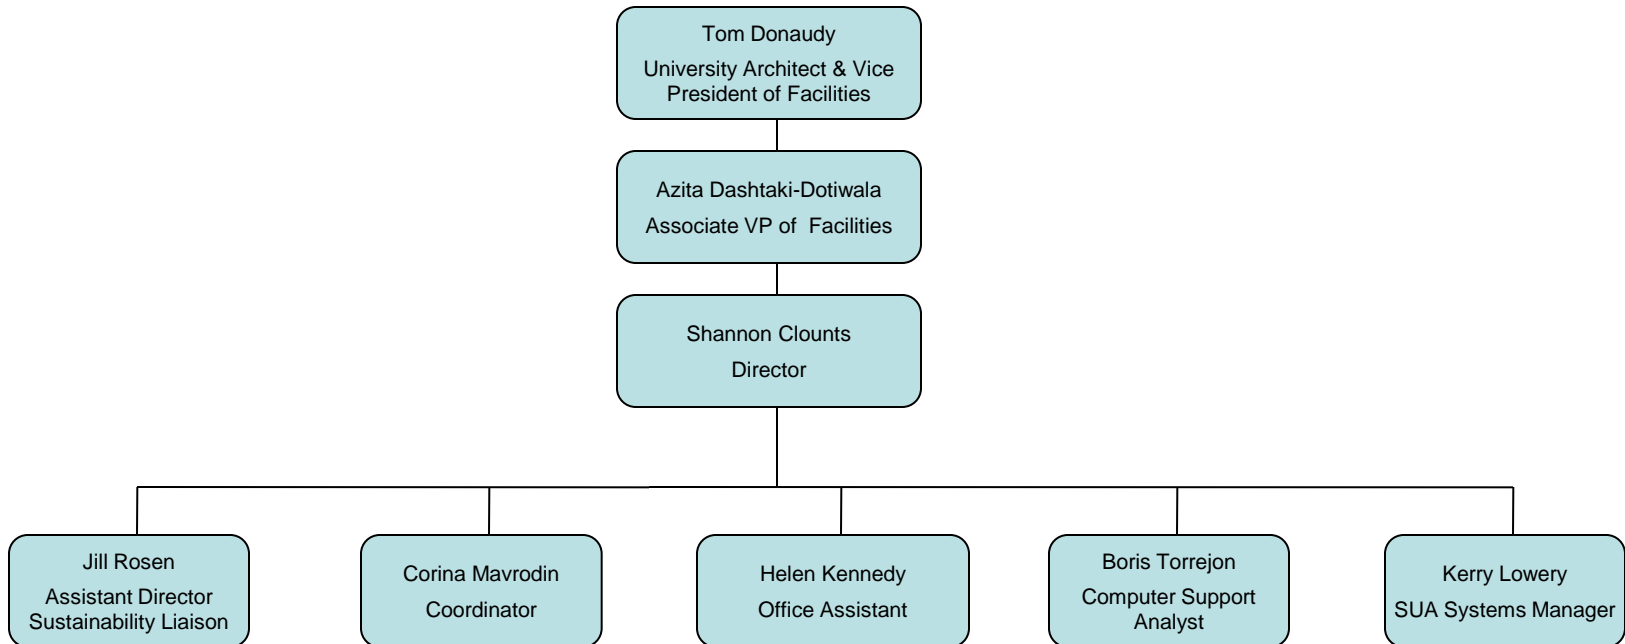 Tom Donaudy
University Architect & Vice
President of Facilities
Azita Dashtaki-Dotiwala
Associate VP of  Facilities
Shannon Clounts
Director
Jill Rosen
Assistant Director
Sustainability Liaison
Corina Mavrodin
Coordinator
Helen Kennedy
Office Assistant
Boris Torrejon
Computer Support
Analyst
Kerry Lowery
SUA Systems Manager